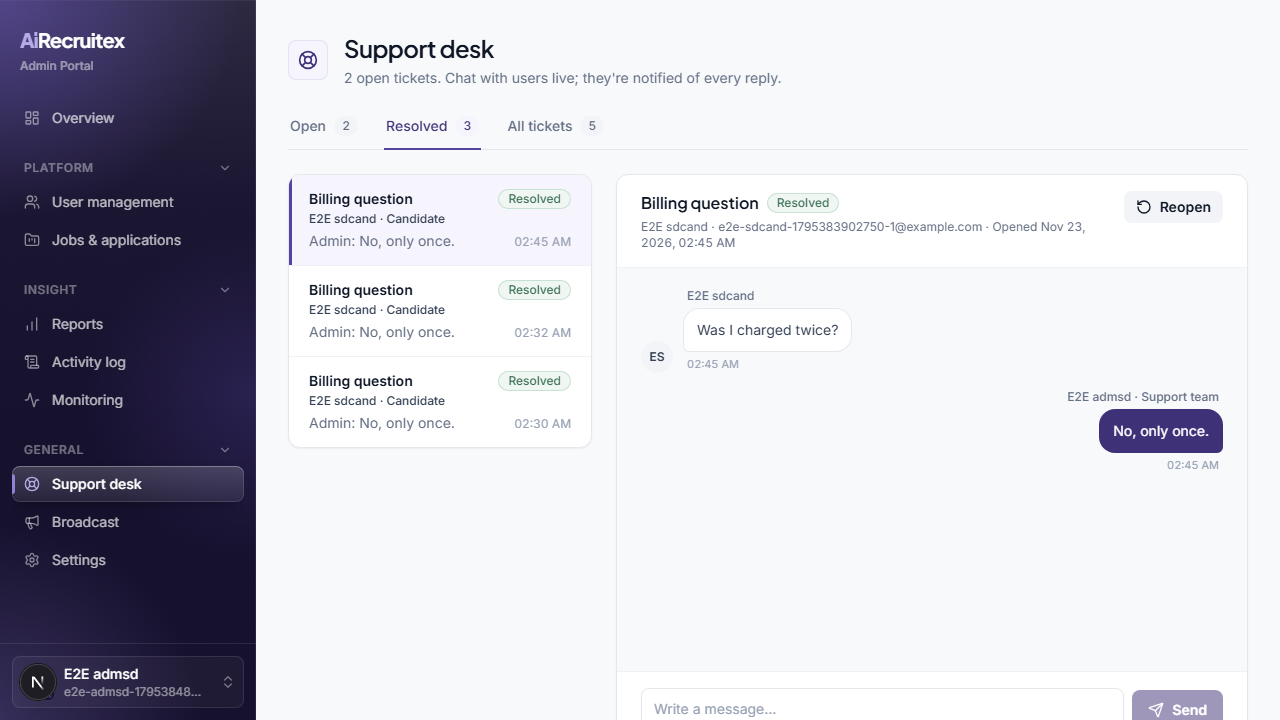 AiRecruitex
Admin Portal
Overview
PLATFORM
User management
Jobs & applications
INSIGHT
Reports
Activity log
Monitoring
GENERAL
Support desk
Broadcast
Settings
N
E2E admsd
e2e-admsd-17953848...
Support desk
2 open tickets. Chat with users live; they're notified of every reply.
Open 2
Resolved 3
All tickets 5
Billing question Resolved
E2E sdcand · Candidate
Admin: No, only once. 02:45 AM
Billing question Resolved
E2E sdcand · Candidate
Admin: No, only once. 02:32 AM
Billing question Resolved
E2E sdcand · Candidate
Admin: No, only once. 02:30 AM
Billing question Resolved
Reopen
E2E sdcand · e2e-sdcand-1795383902750-1@example.com · Opened Nov 23,
2026, 02:45 AM
E2E sdcand
Was I charged twice?
ES
02:45 AM
E2E admsd · Support team
No, only once.
02:45 AM
Write a message...
Send